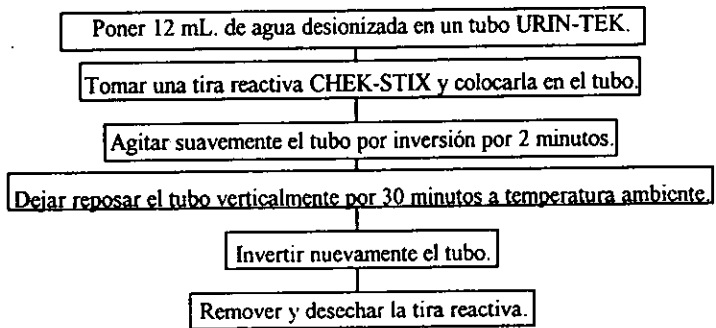 Poner 12 mL. de agua desionizada en un tubo URIN-TEK.
Tomar una tira reactiva CHEK-STIX y colocarla en el tubo.
Agitar suavemente el tubo por inversión por 2 minutos.
Dejar reposar el tubo verticalmente por 30 minutos a temperatura ambiente.
Invertir nuevamente el tubo.
Remover y desechar la tira reactiva.